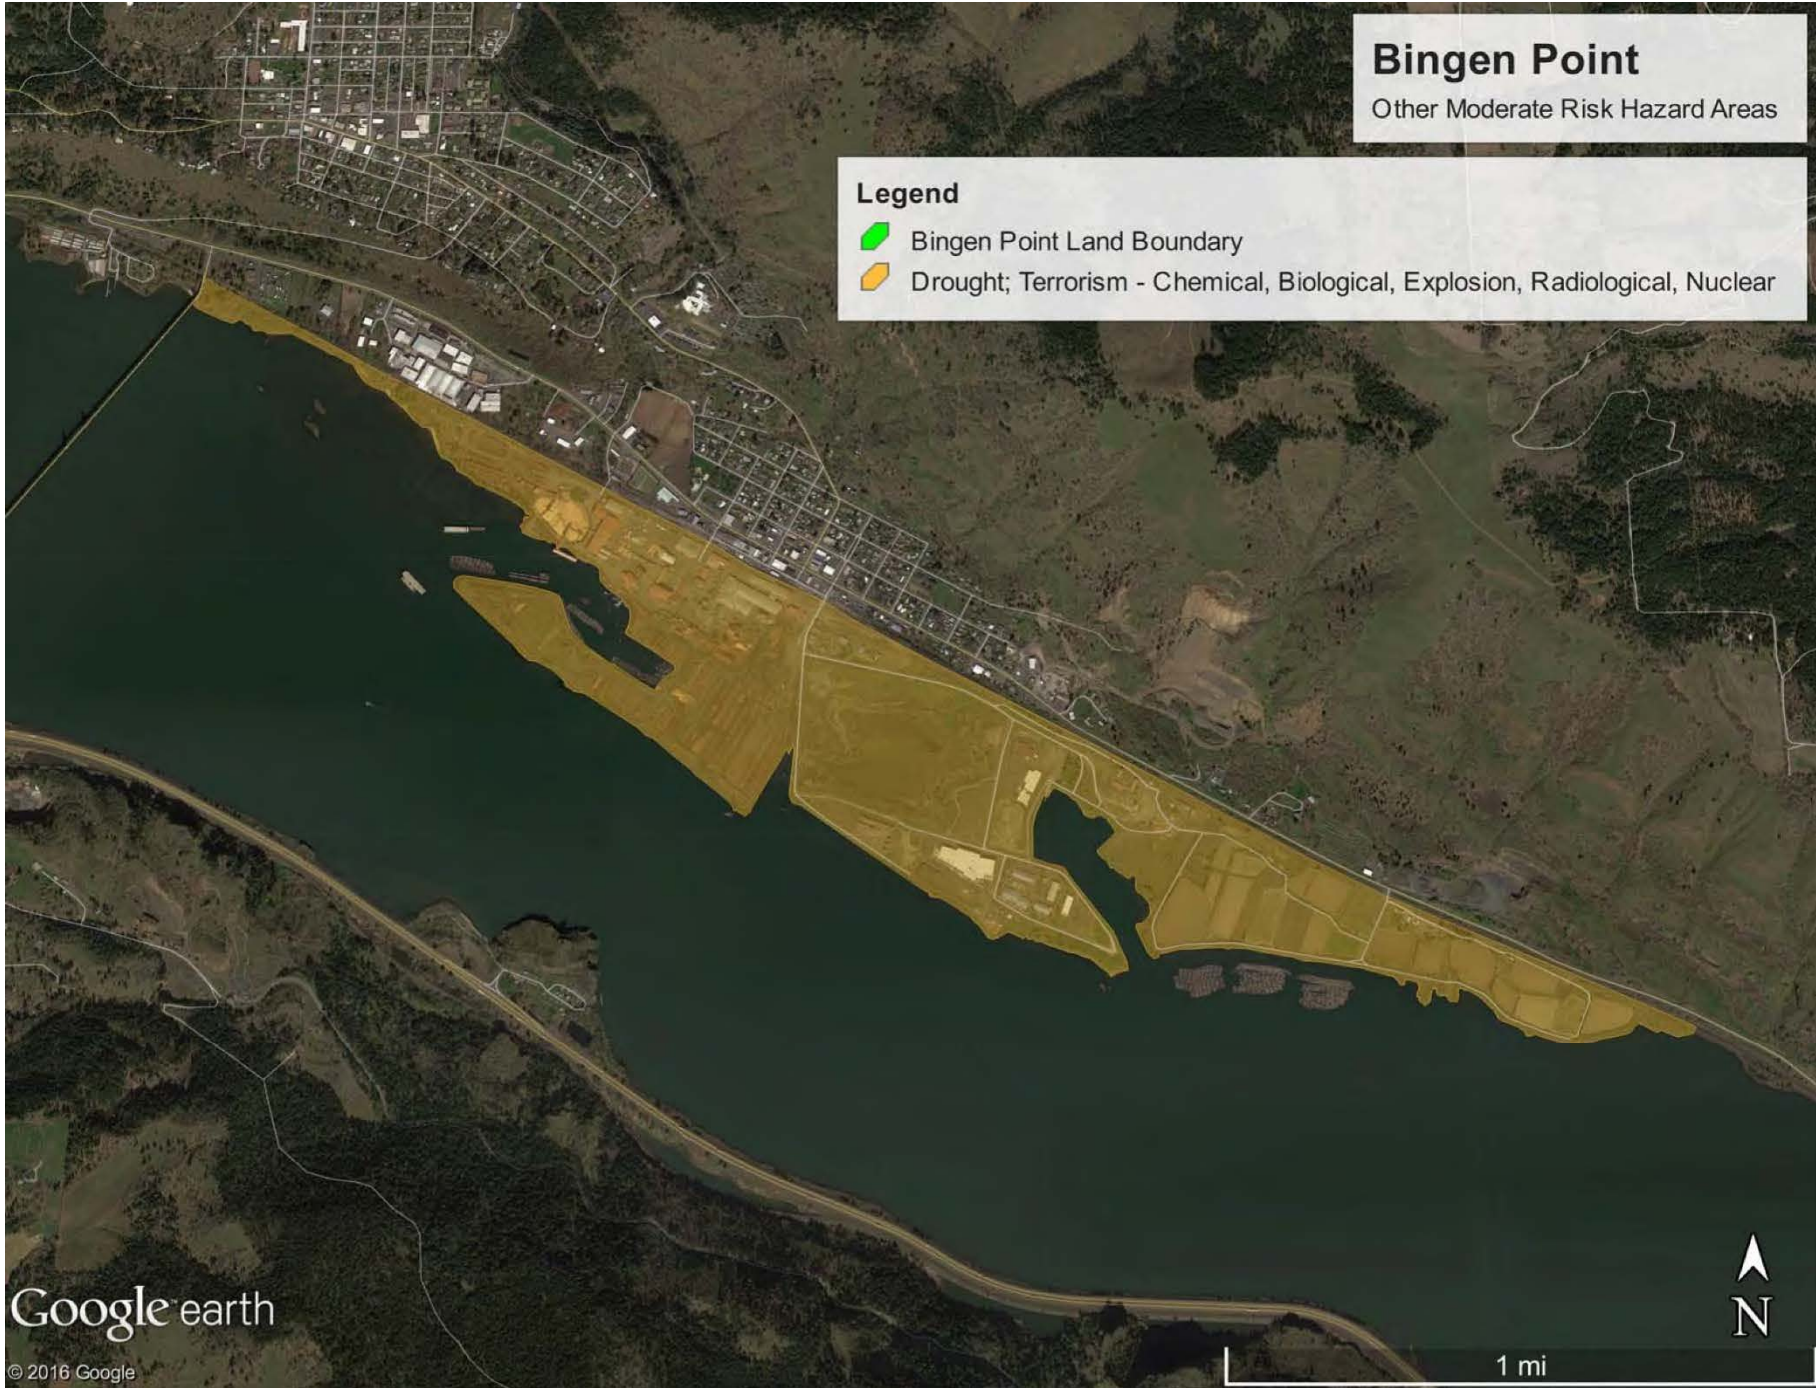 Bingen Point
Other Moderate Risk Hazard Areas
Legend
Bingen Point Land Boundary
Drought; Terrorism - Chemical, Biological, Explosion, Radiological, Nuclear
Google earth
N
© 2016 Google
1 mi